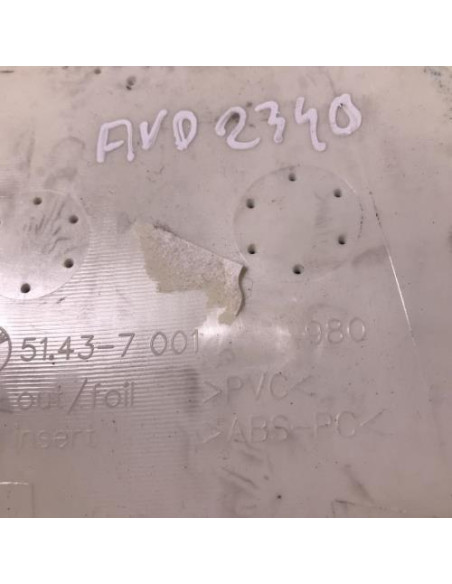 AVD 2340
51.43-7 001 980
out/foil >PVC<
insert >ABS-PC<